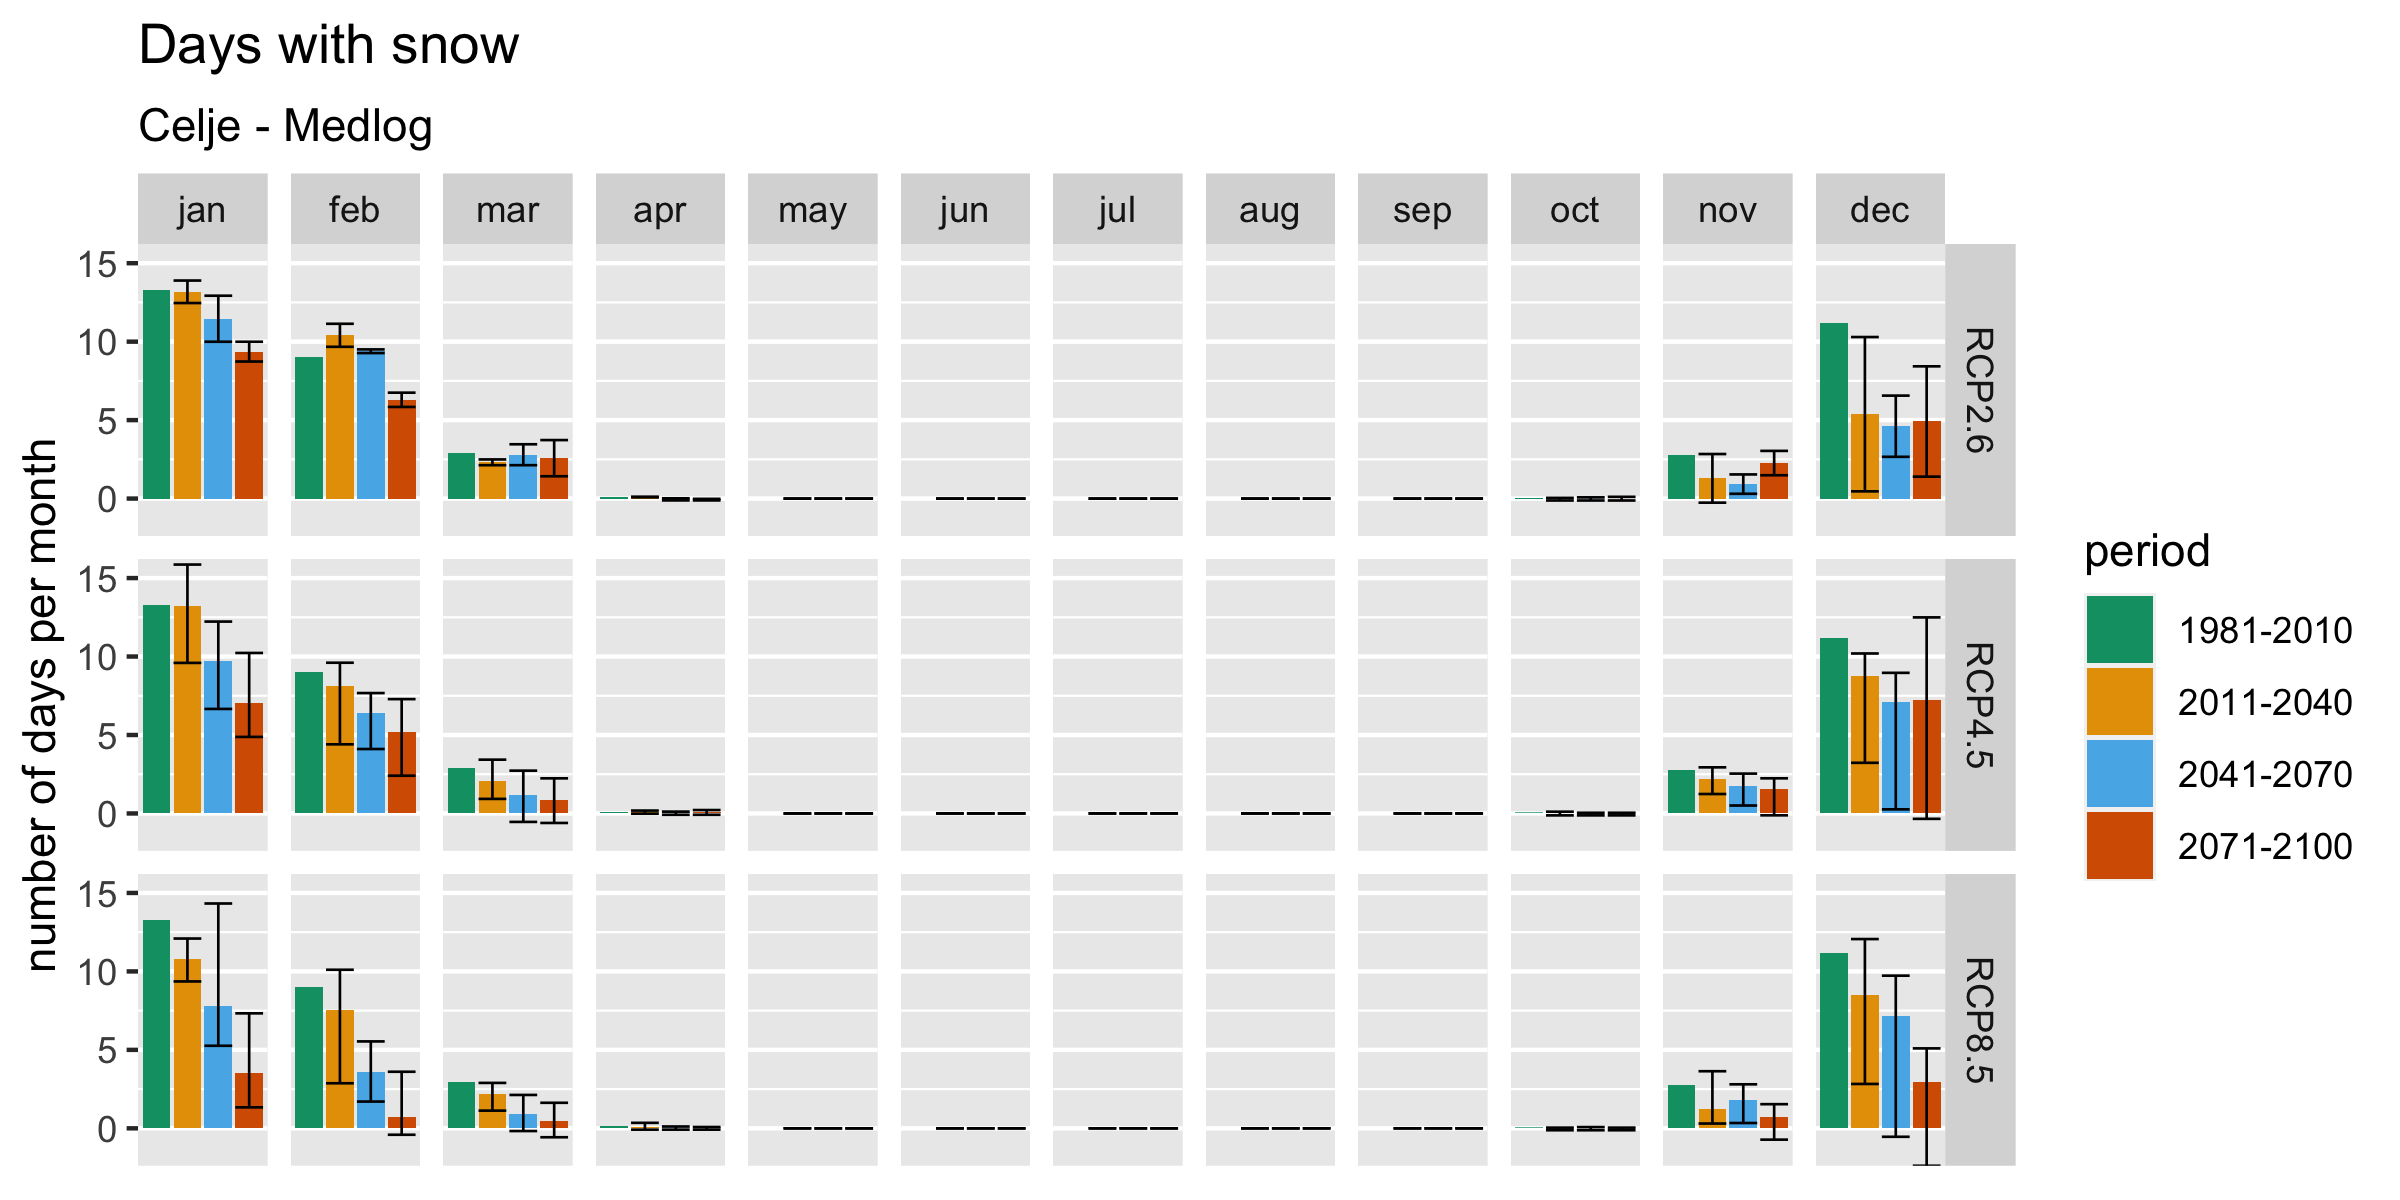 Days with snow
Celje - Medlog
jan feb mar apr may jun jul aug sep oct nov dec
15
10
5
0
RCP2.6
15
10
5
0
RCP4.5
15
10
5
0
RCP8.5
number of days per month
period
1981-2010
2011-2040
2041-2070
2071-2100